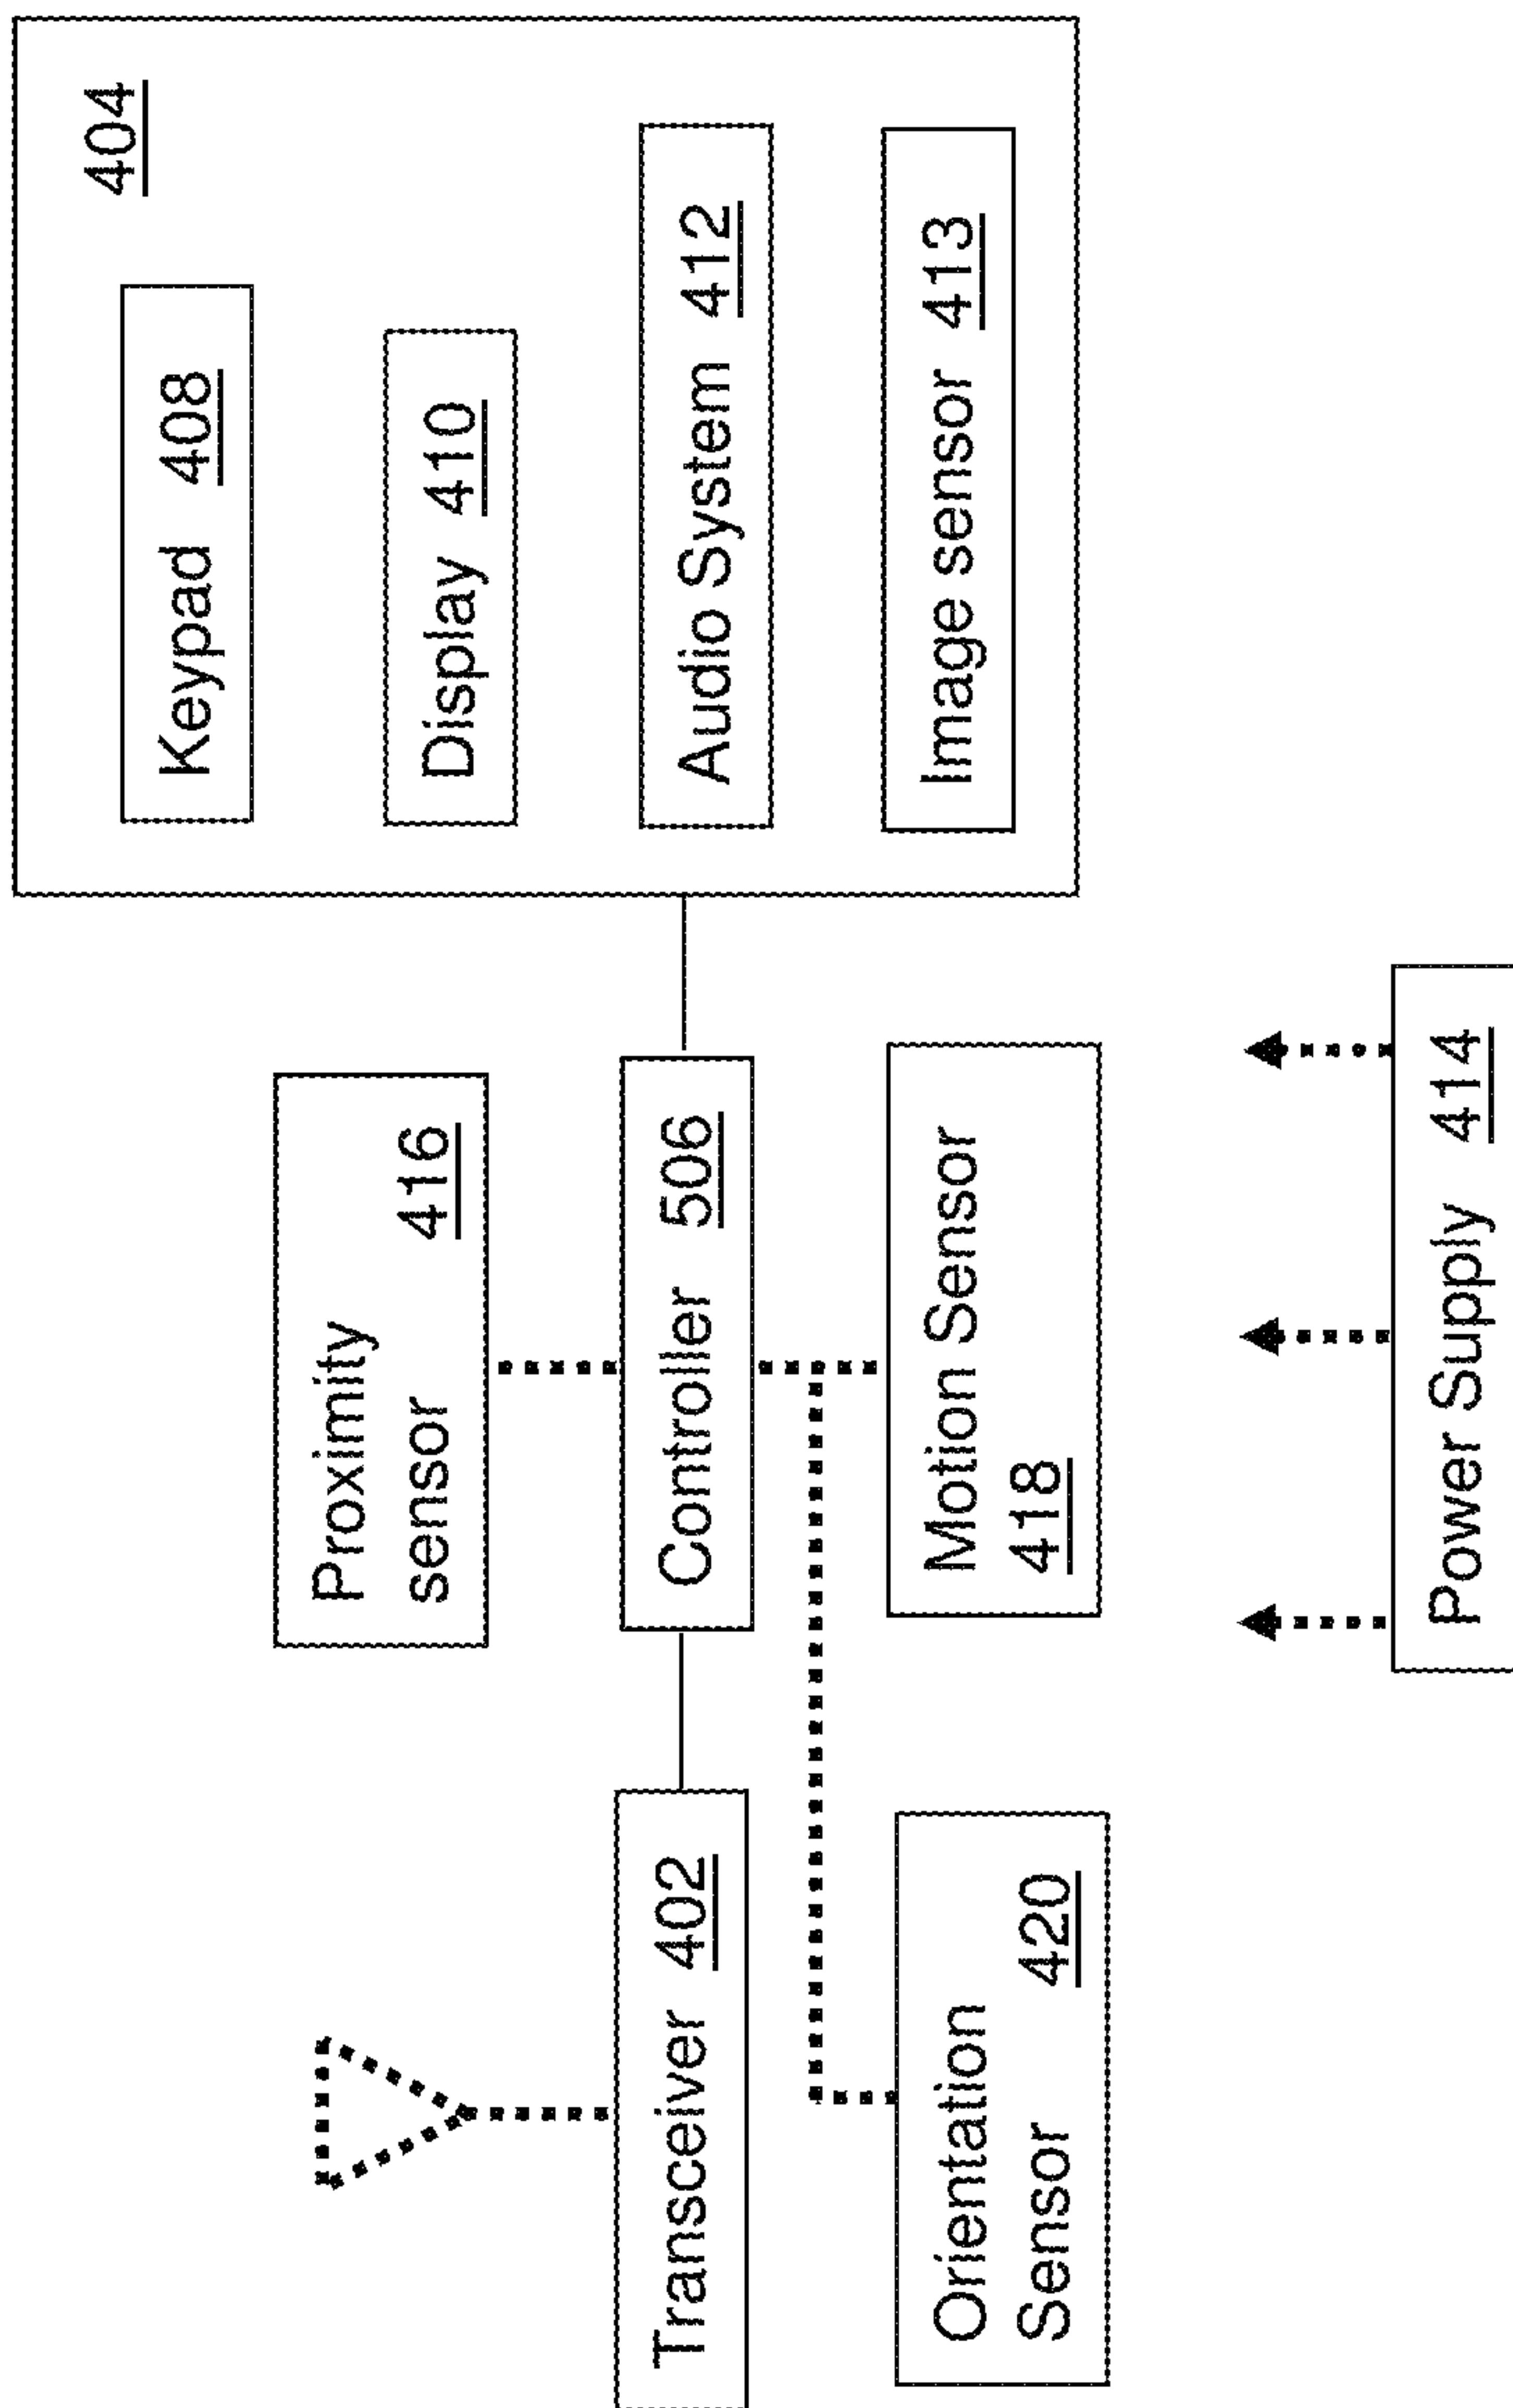 404
Keypad 408
Display 410
Audio System 412
Image sensor 413
Proximity
sensor 416
Controller 506
Motion Sensor
418
Transceiver 402
Orientation
Sensor 420
Power Supply 414